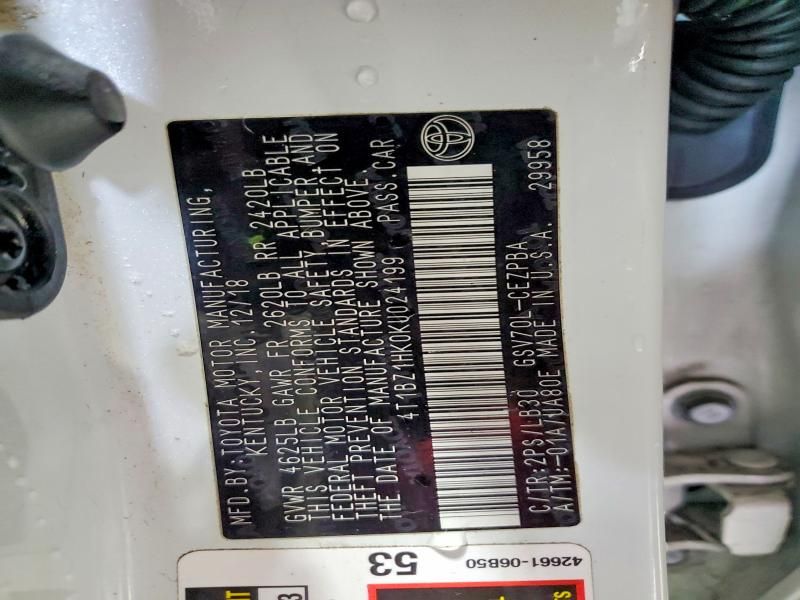 MFD.BY:TOYOTA MOTOR MANUFACTURING,
KENTUCKY, INC. 12/18
GVWR 4625LB GAWR FR 2620LB RR 2420LB
THIS VEHICLE CONFORMS TO ALL APPLICABLE
FEDERAL MOTOR VEHICLE SAFETY, BUMPER AND
THEFT PREVENTION STANDARDS IN EFFECT ON
THE DATE OF MANUFACTURE SHOWN ABOVE.
4T1BZ1HK0KU024199 PASS CAR
C/TR:2PS/LB30 GSV70L-CEZPBA
A/TM:-01A/UA80E MADE IN U.S.A. 29958
42661-06B50
53